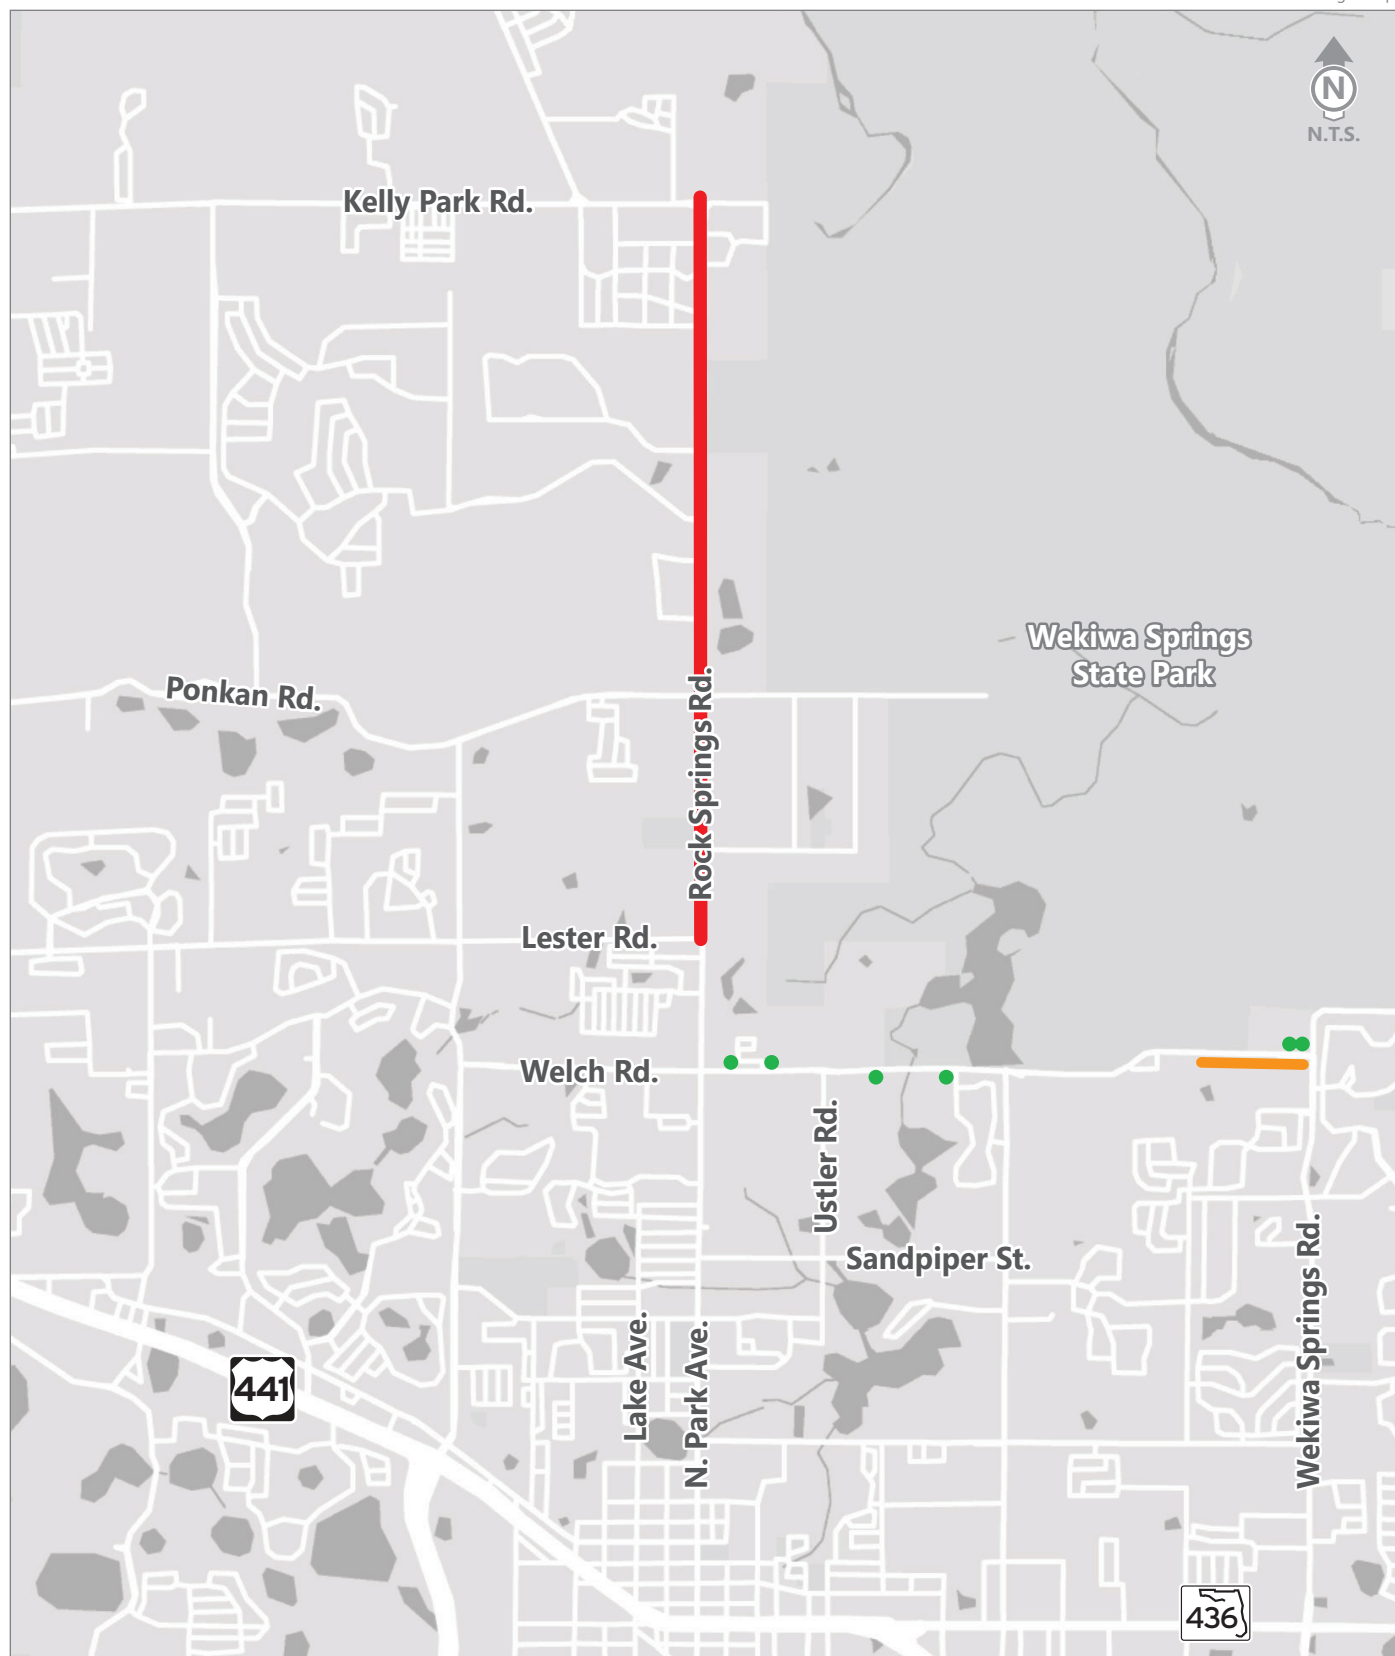 N
N.T.S.
Kelly Park Rd.
Wekiwa Springs
State Park
Ponkan Rd.
Rock Springs Rd.
Lester Rd.
Welch Rd.
Ustler Rd.
Sandpiper St.
Wekiwa Springs Rd.
Lake Ave.
N. Park Ave.
441
436